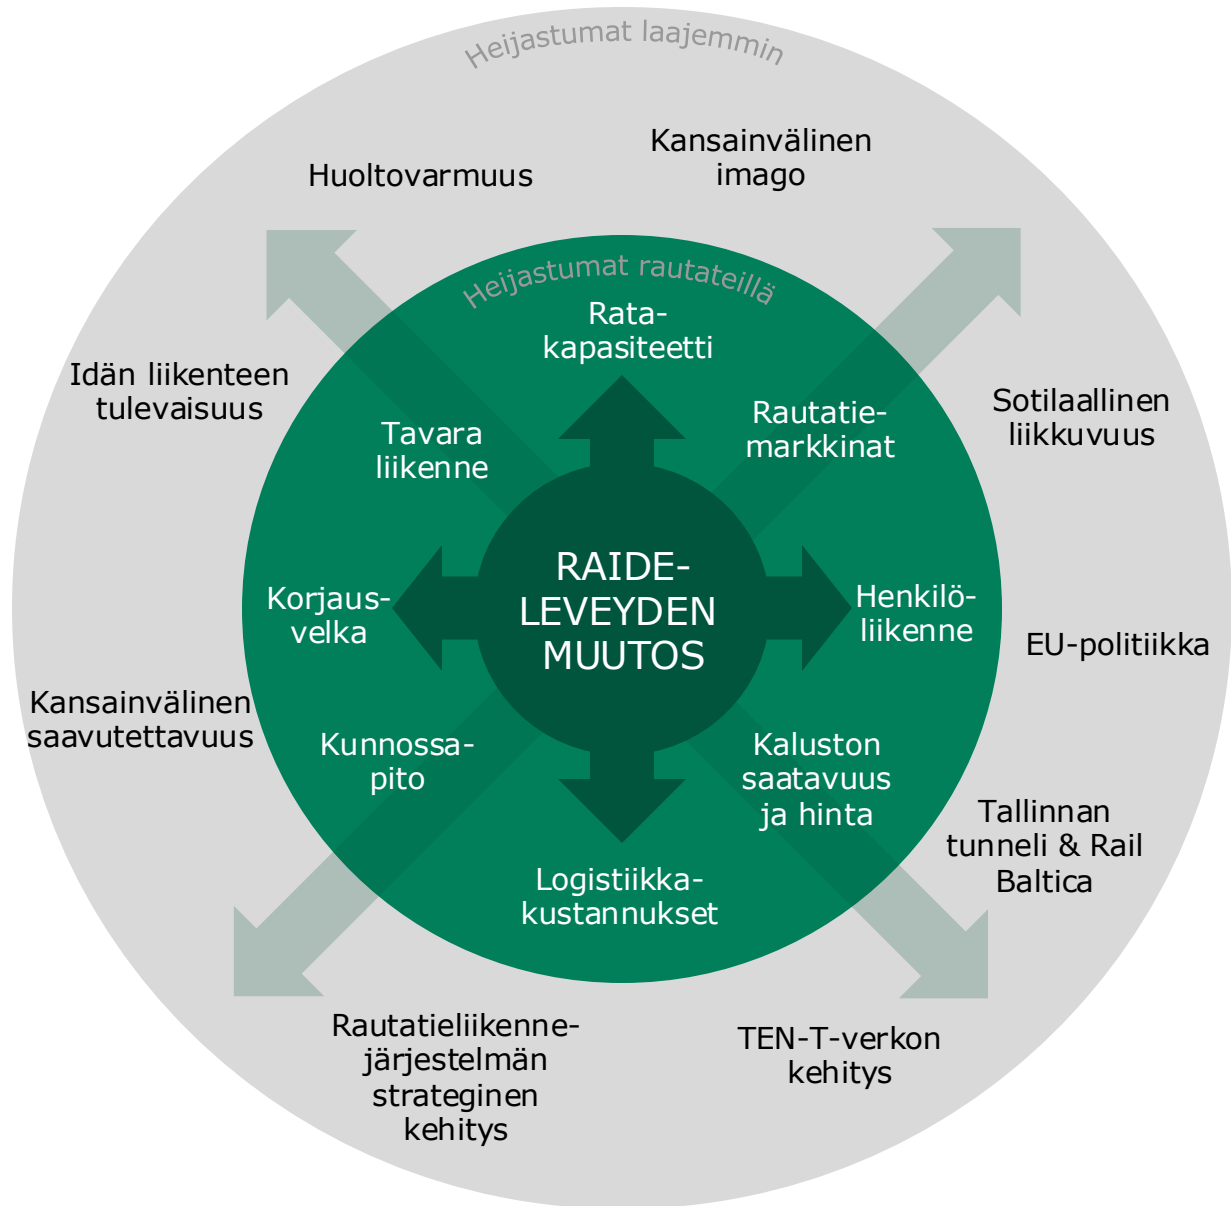 Heijastumat laajemmin
Kansainvälinen
imago
Huoltovarmuus
Heijastumat rautateillä
Rata-
kapasiteetti
Idän liikenteen
tulevaisuus
Sotilaallinen
liikkuvuus
Rautatie-
markkinat
Tavara
liikenne
RAIDE-
LEVEYDEN
MUUTOS
Korjaus-
velka
Henkilö-
liikenne
EU-politiikka
Kansainvälinen
saavutettavuus
Kunnossa-
pito
Kaluston
saatavuus
ja hinta
Tallinnan
tunneli & Rail
Baltica
Logistiikka-
kustannukset
Rautatieliikenne-
järjestelmän
strateginen
kehitys
TEN-T-verkon
kehitys